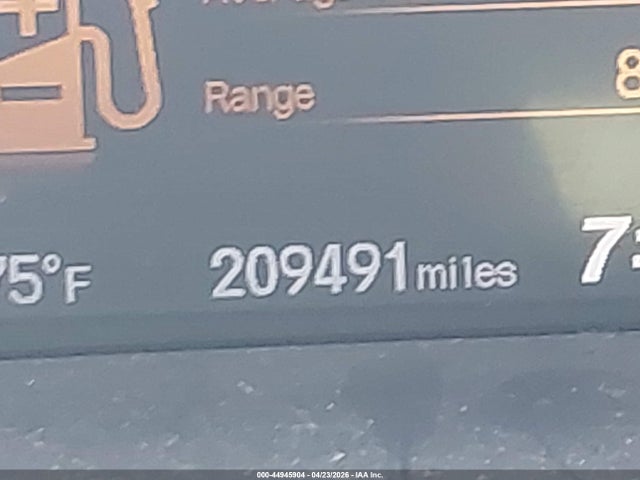 Range
75°F 209491 miles
000-44945904 - 04/23/2026 - IAA Inc.